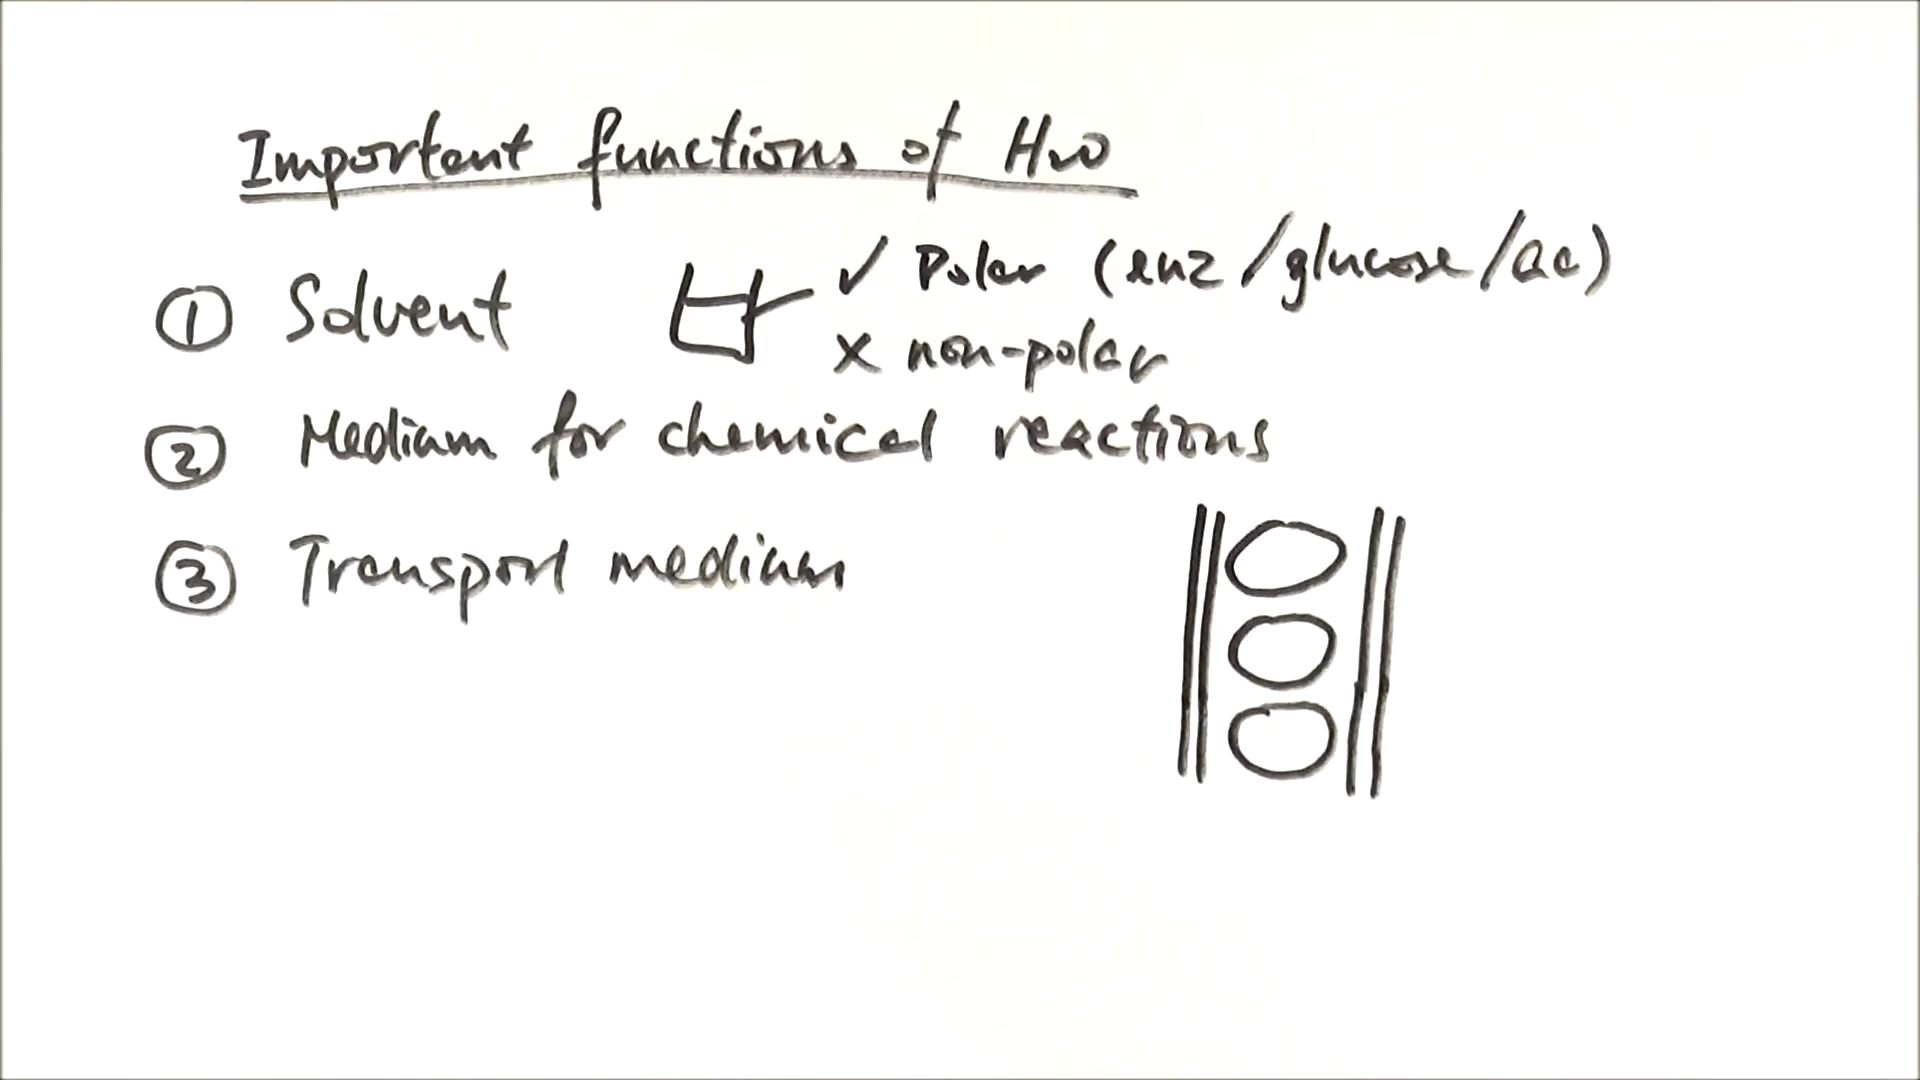 Important functions of H2O
① Solvent ✓ Polar (enz/glucose/aa)
x non-polar
② Medium for chemical reactions
③ Transport medium